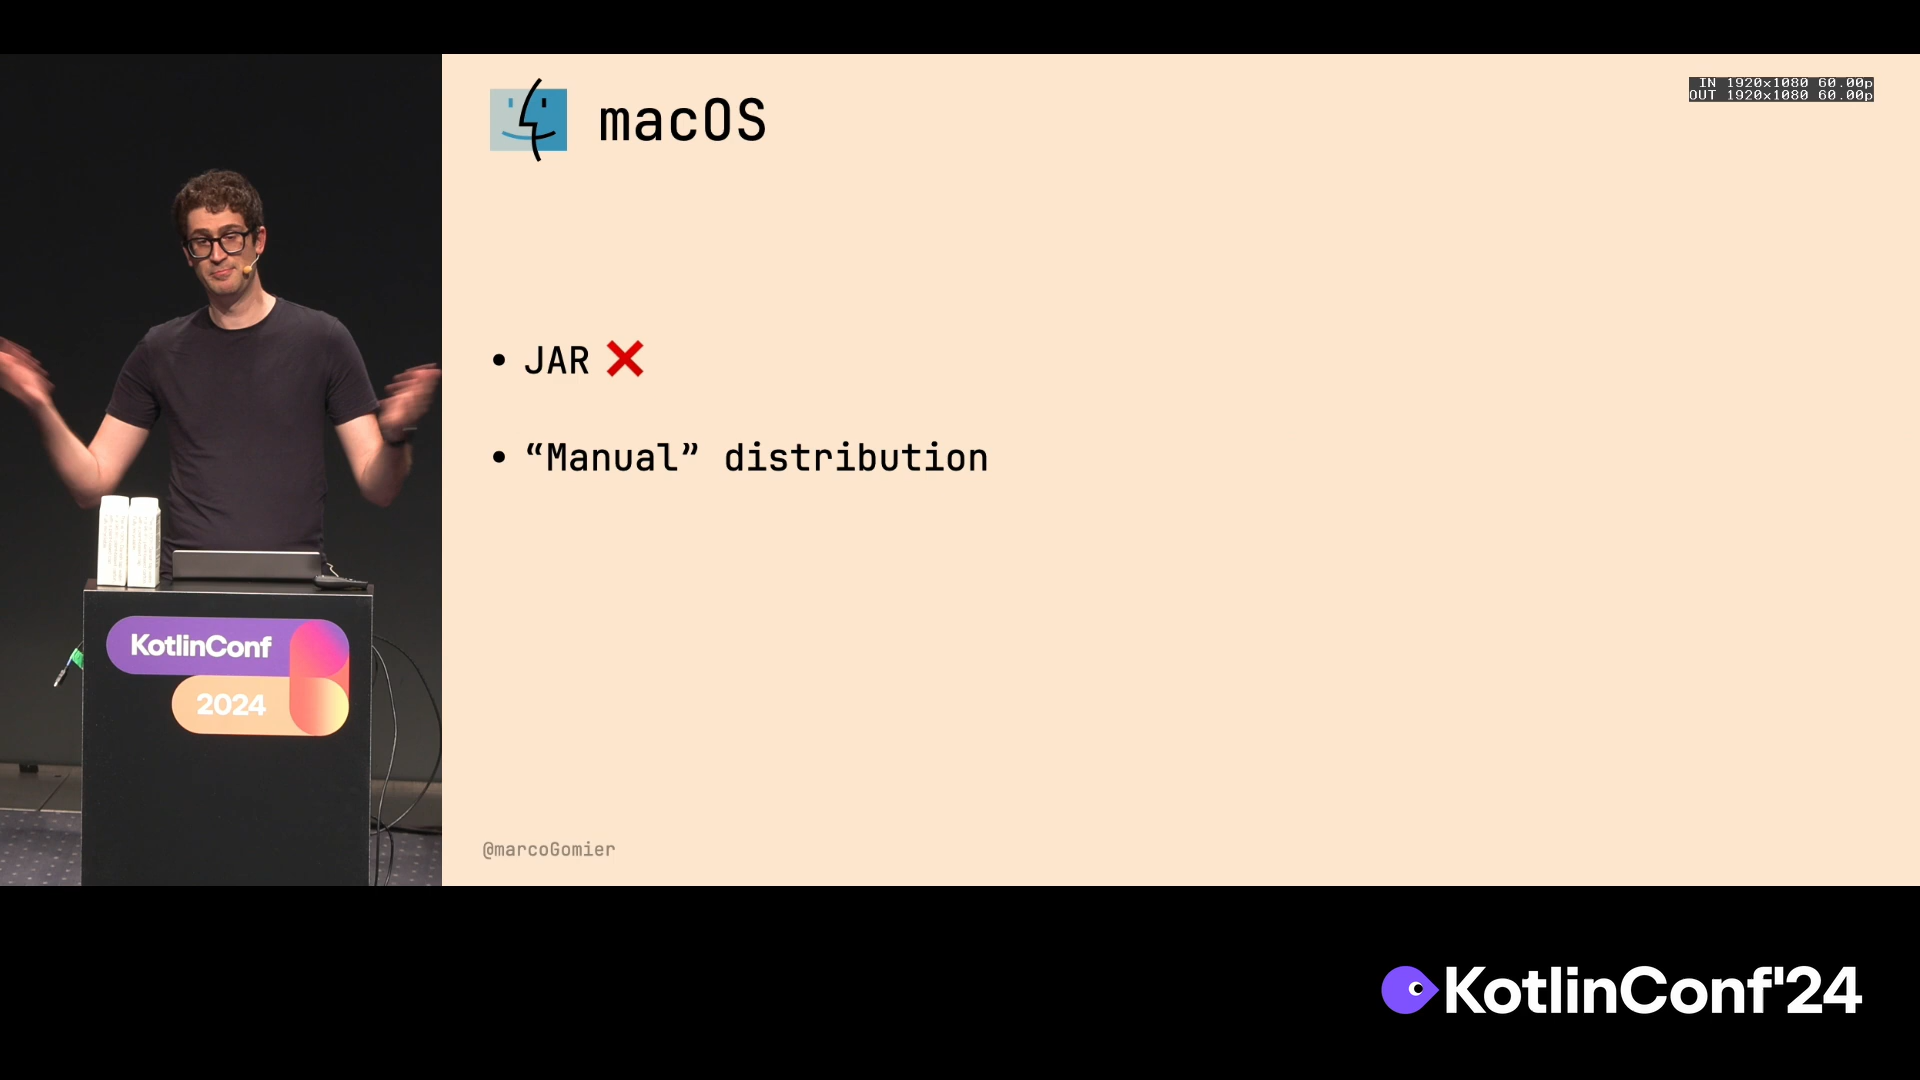 macOS
IN 1920x1080 60.00p
OUT 1920x1080 60.00p
• JAR ❌
• “Manual” distribution
KotlinConf
2024
@marcoGomier
KotlinConf'24